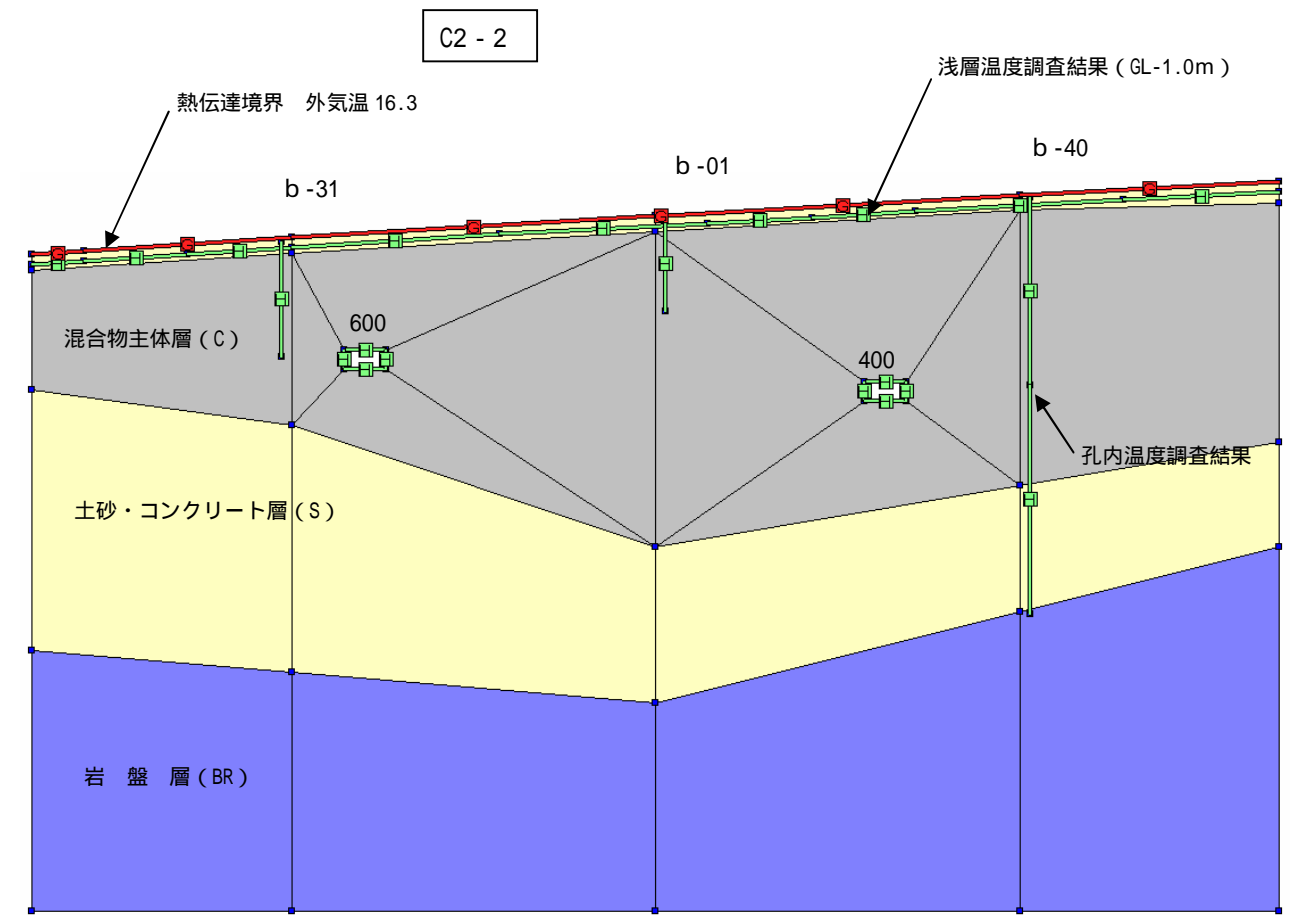 C2-2
浅層温度調査結果(GL-1.0m)
熱伝達境界　外気温 16.3
b-40
b-01
b-31
600
混合物主体層(C)
400
孔内温度調査結果
土砂・コンクリート層(S)
岩　盤　層(BR)